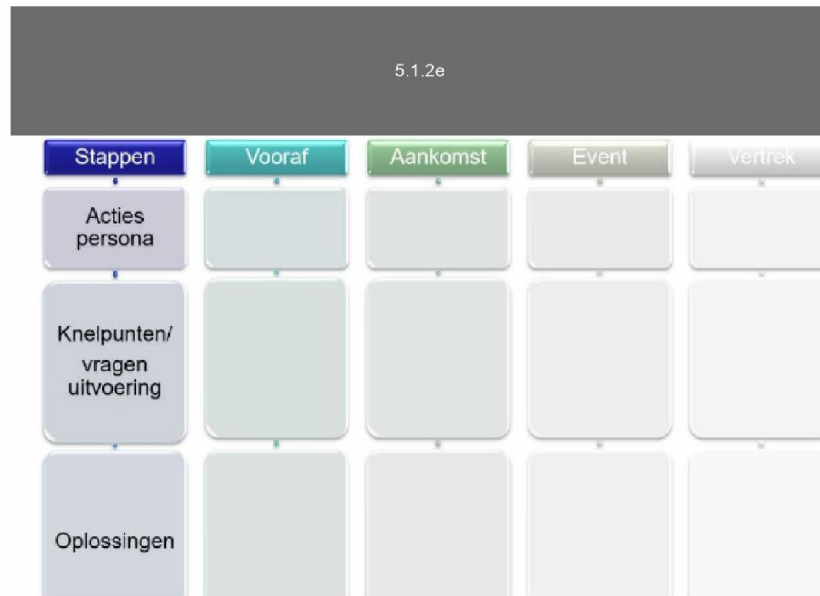 5.1.2e
Stappen
Vooraf
Aankomst
Event
Vertrek
Acties
persona
Knelpunten/
vragen
uitvoering
Oplossingen